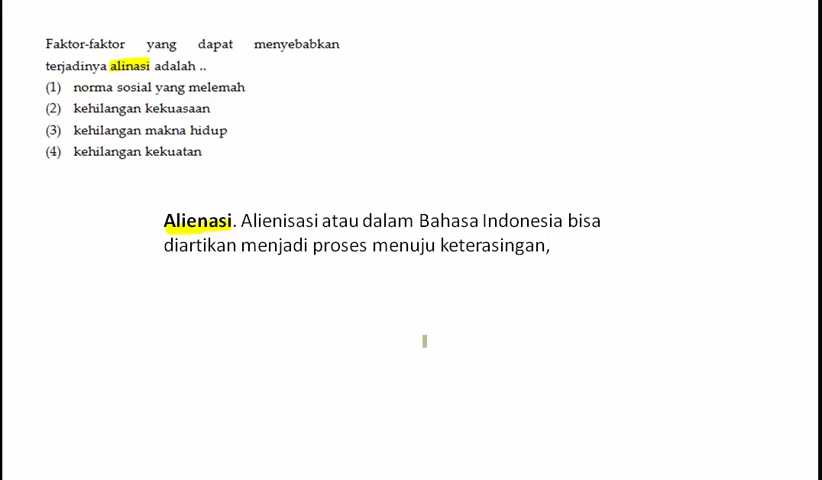 Faktor-faktor yang dapat menyebabkan
terjadinya alinasi adalah ..
(1) norma sosial yang melemah
(2) kehilangan kekuasaan
(3) kehilangan makna hidup
(4) kehilangan kekuatan
Alienasi. Alienisasi atau dalam Bahasa Indonesia bisa
diartikan menjadi proses menuju keterasingan,